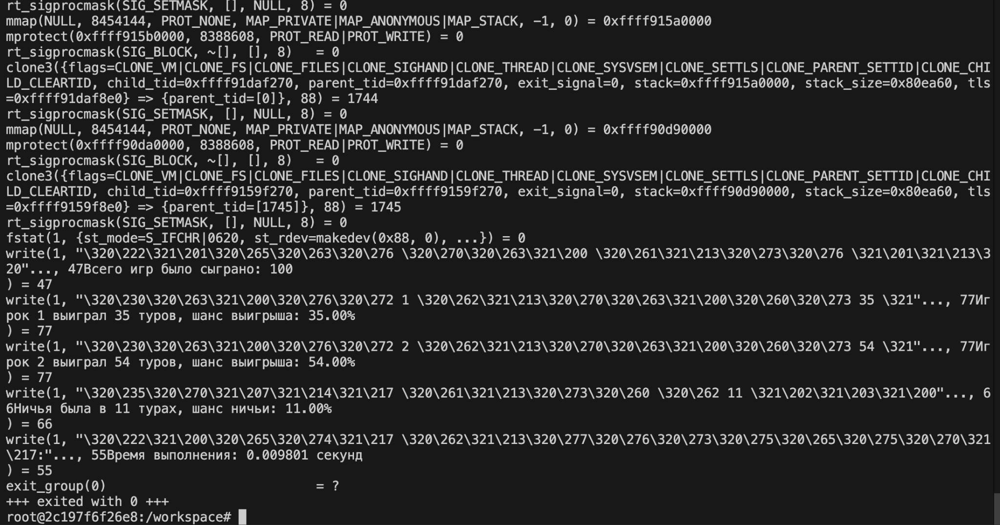 rt_sigprocmask(SIG_SETMASK, [], NULL, 8) = 0
mmap(NULL, 8454144, PROT_NONE, MAP_PRIVATE|MAP_ANONYMOUS|MAP_STACK, -1, 0) = 0xffff915a0000
mprotect(0xffff915b0000, 8388608, PROT_READ|PROT_WRITE) = 0
rt_sigprocmask(SIG_BLOCK, ~[], [], 8)   = 0
clone3({flags=CLONE_VM|CLONE_FS|CLONE_FILES|CLONE_SIGHAND|CLONE_THREAD|CLONE_SYSVSEM|CLONE_SETTLS|CLONE_PARENT_SETTID|CLONE_CHI
LD_CLEARTID, child_tid=0xffff91daf270, parent_tid=0xffff91daf270, exit_signal=0, stack=0xffff915a0000, stack_size=0x80ea60, tls
=0xffff91daf8e0} => {parent_tid=[0]}, 88) = 1744
rt_sigprocmask(SIG_SETMASK, [], NULL, 8) = 0
mmap(NULL, 8454144, PROT_NONE, MAP_PRIVATE|MAP_ANONYMOUS|MAP_STACK, -1, 0) = 0xffff90d90000
mprotect(0xffff90da0000, 8388608, PROT_READ|PROT_WRITE) = 0
rt_sigprocmask(SIG_BLOCK, ~[], [], 8)   = 0
clone3({flags=CLONE_VM|CLONE_FS|CLONE_FILES|CLONE_SIGHAND|CLONE_THREAD|CLONE_SYSVSEM|CLONE_SETTLS|CLONE_PARENT_SETTID|CLONE_CHI
LD_CLEARTID, child_tid=0xffff9159f270, parent_tid=0xffff9159f270, exit_signal=0, stack=0xffff90d90000, stack_size=0x80ea60, tls
=0xffff9159f8e0} => {parent_tid=[1745]}, 88) = 1745
rt_sigprocmask(SIG_SETMASK, [], NULL, 8) = 0
fstat(1, {st_mode=S_IFCHR|0620, st_rdev=makedev(0x88, 0), ...}) = 0
write(1, "\320\222\321\201\320\265\320\263\320\276 \320\270\320\263\321\200 \320\261\321\213\320\273\320\276 \321\201\321\213\3
20"..., 47Всего игр было сыграно: 100
) = 47
write(1, "\320\230\320\263\321\200\320\276\320\272 1 \320\262\321\213\320\270\320\263\321\200\320\260\320\273 35 \321"..., 77Иг
рок 1 выиграл 35 туров, шанс выигрыша: 35.00%
) = 77
write(1, "\320\230\320\263\321\200\320\276\320\272 2 \320\262\321\213\320\270\320\263\321\200\320\260\320\273 54 \321"..., 77Иг
рок 2 выиграл 54 туров, шанс выигрыша: 54.00%
) = 77
write(1, "\320\235\320\270\321\207\321\214\321\217 \320\261\321\213\320\273\320\260 \320\262 11 \321\202\321\203\321\200"..., 6
6Ничья была в 11 турах, шанс ничьи: 11.00%
) = 66
write(1, "\320\222\321\200\320\265\320\274\321\217 \320\262\321\213\320\277\320\276\320\273\320\275\320\265\320\275\320\270\321
\217:"..., 55Время выполнения: 0.009801 секунд
) = 55
exit_group(0)                           = ?
+++ exited with 0 +++
root@2c197f6f26e8:/workspace#